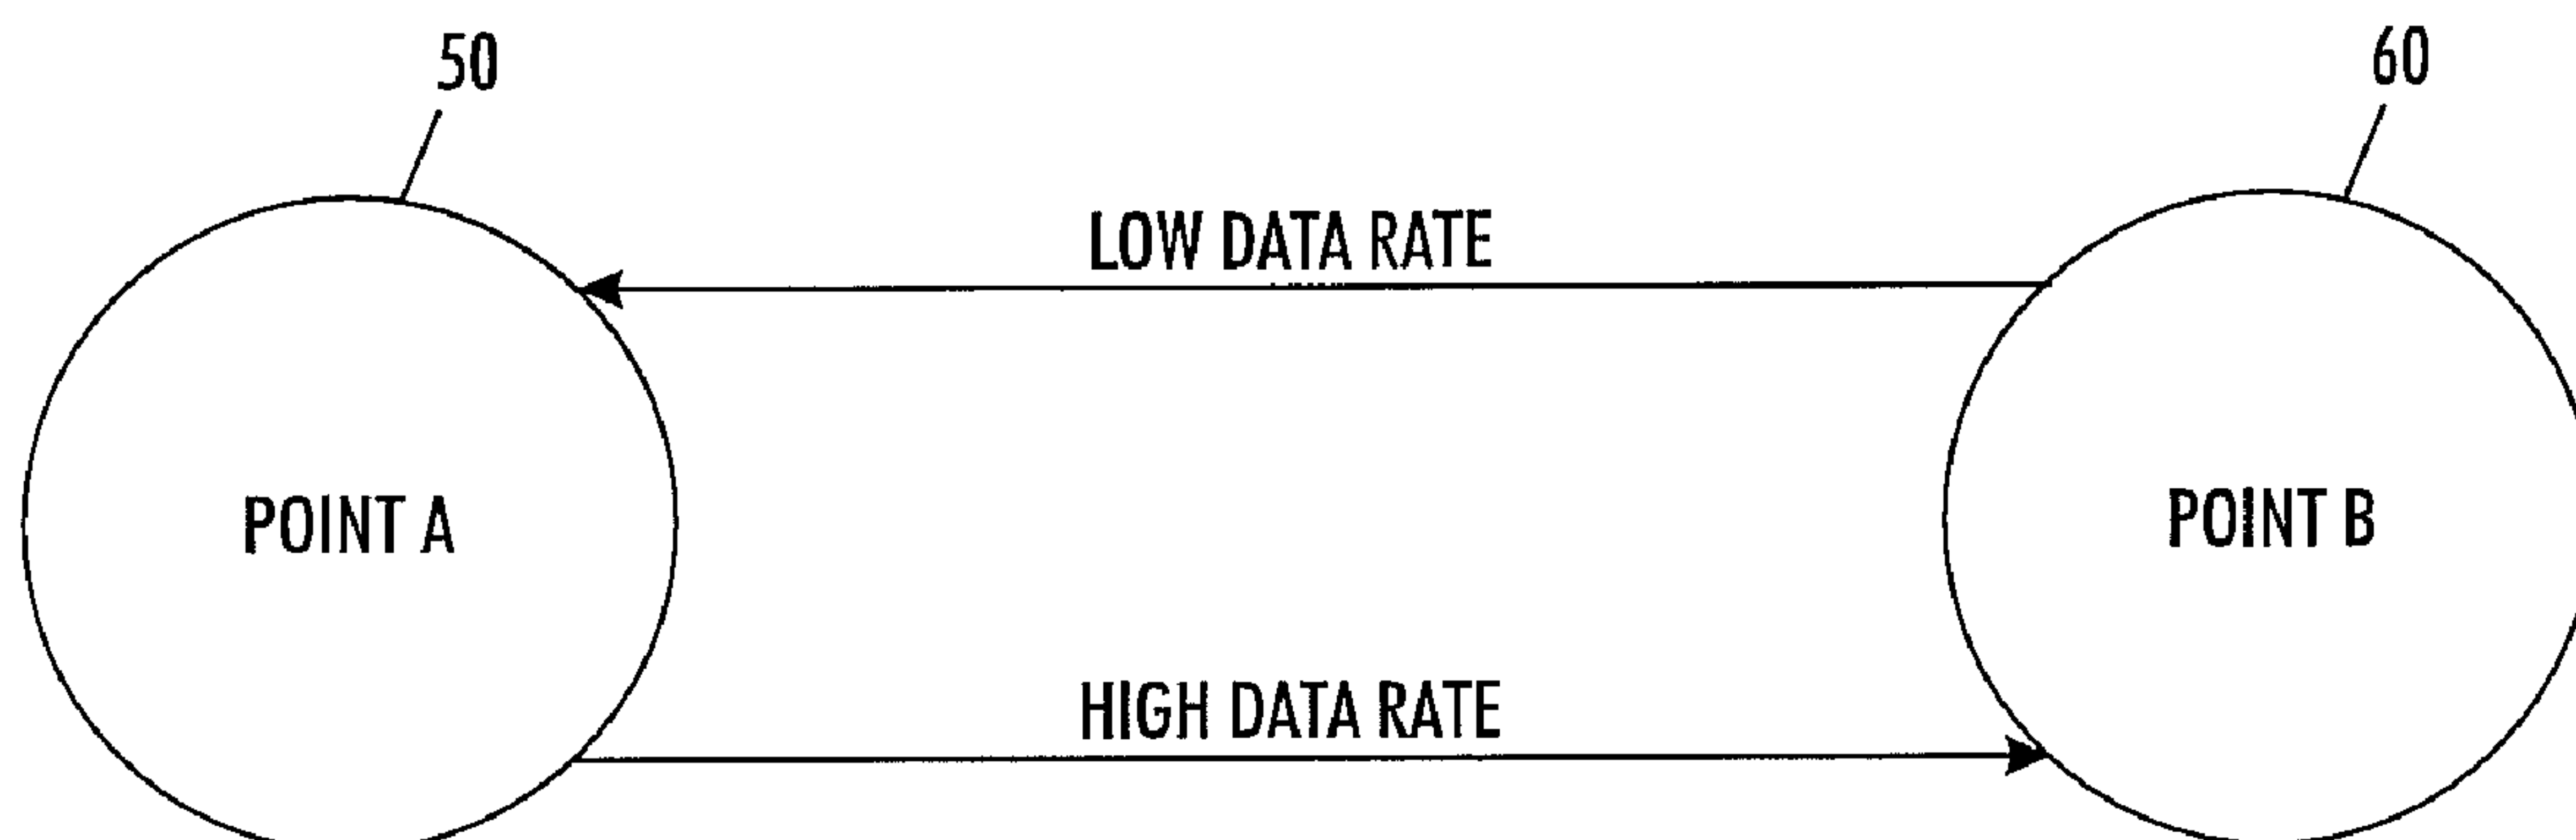 50
60
LOW DATA RATE
POINT A
POINT B
HIGH DATA RATE